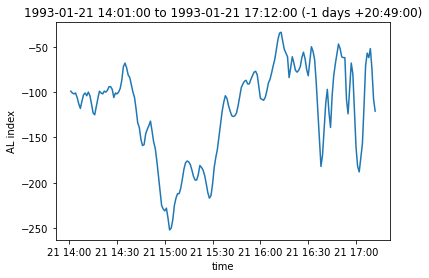 1993-01-21 14:01:00 to 1993-01-21 17:12:00 (-1 days +20:49:00)
−50
−100
−150
−200
−250
AL index
21 14:00 21 14:30 21 15:00 21 15:30 21 16:00 21 16:30 21 17:00
time